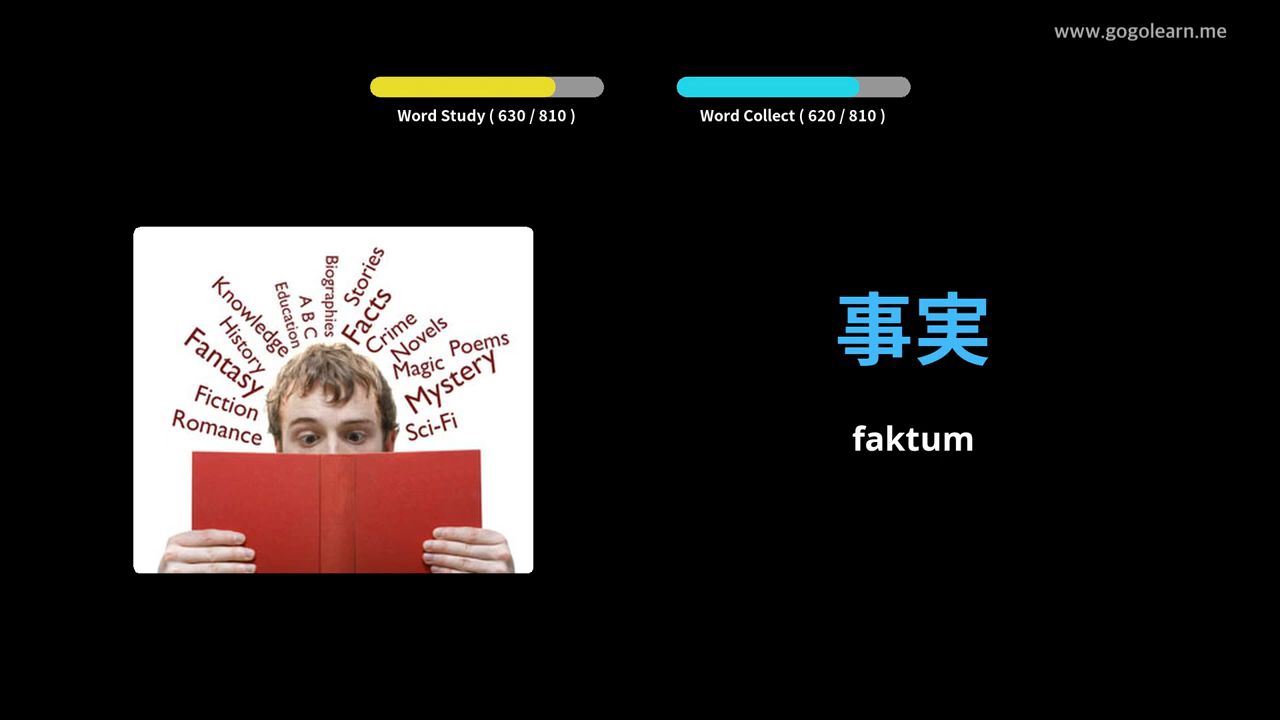 www.gogolearn.me
Word Study ( 630 / 810 )
Word Collect ( 620 / 810 )
Knowledge
Education
A B C
Biographies
Stories
Facts
History
Crime
Novels
Fantasy
Magic
Poems
Fiction
Mystery
Romance
Sci-Fi
事実
faktum